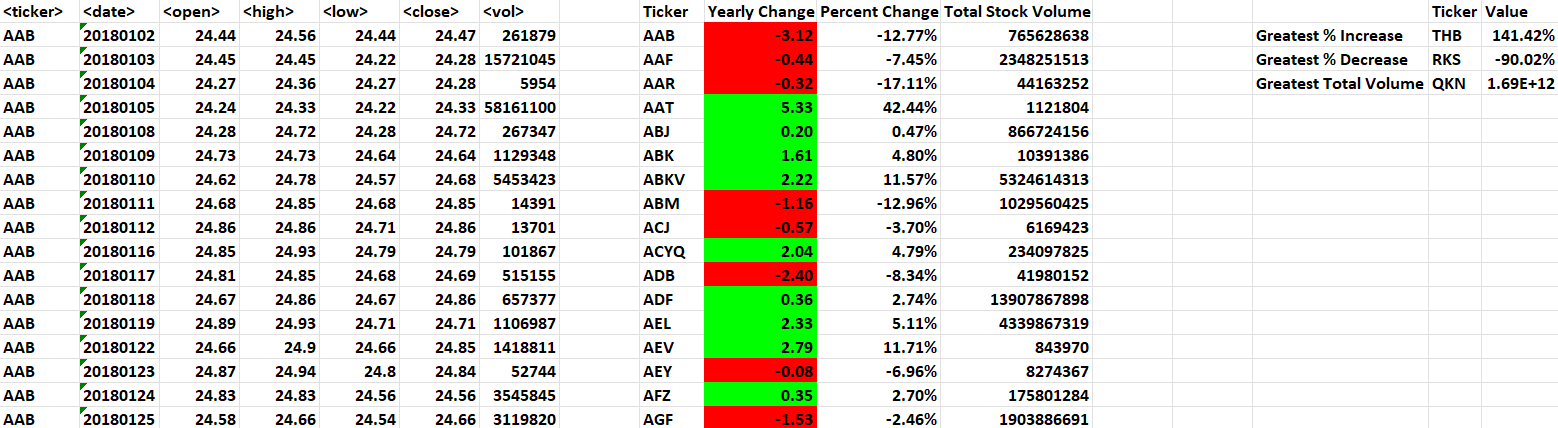 <ticker> <date> <open> <high> <low> <close> <vol> Ticker Yearly Change Percent Change Total Stock Volume Ticker Value
AAB 20180102 24.44 24.56 24.44 24.47 261879 AAB -3.12 -12.77% 765628638 Greatest % Increase THB 141.42%
AAB 20180103 24.45 24.45 24.22 24.28 15721045 AAF -0.44 -7.45% 2348251513 Greatest % Decrease RKS -90.02%
AAB 20180104 24.27 24.36 24.27 24.28 5954 AAR -0.32 -17.11% 44163252 Greatest Total Volume QKN 1.69E+12
AAB 20180105 24.24 24.33 24.22 24.33 58161100 AAT 5.33 42.44% 1121804
AAB 20180108 24.28 24.72 24.28 24.72 267347 ABJ 0.20 0.47% 866724156
AAB 20180109 24.73 24.73 24.64 24.64 1129348 ABK 1.61 4.80% 10391386
AAB 20180110 24.62 24.78 24.57 24.68 5453423 ABKV 2.22 11.57% 5324614313
AAB 20180111 24.68 24.85 24.68 24.85 14391 ABM -1.16 -12.96% 1029560425
AAB 20180112 24.86 24.86 24.71 24.86 13701 ACJ -0.57 -3.70% 6169423
AAB 20180116 24.85 24.93 24.79 24.79 101867 ACYQ 2.04 4.79% 234097825
AAB 20180117 24.81 24.85 24.68 24.69 515155 ADB -2.40 -8.34% 41980152
AAB 20180118 24.67 24.86 24.67 24.86 657377 ADF 0.36 2.74% 13907867898
AAB 20180119 24.89 24.93 24.71 24.71 1106987 AEL 2.33 5.11% 4339867319
AAB 20180122 24.66 24.9 24.66 24.85 1418811 AEV 2.79 11.71% 843970
AAB 20180123 24.87 24.94 24.8 24.84 52744 AEY -0.08 -6.96% 8274367
AAB 20180124 24.83 24.83 24.56 24.56 3545845 AFZ 0.35 2.70% 175801284
AAB 20180125 24.58 24.66 24.54 24.66 3119820 AGF -1.53 -2.46% 1903886691